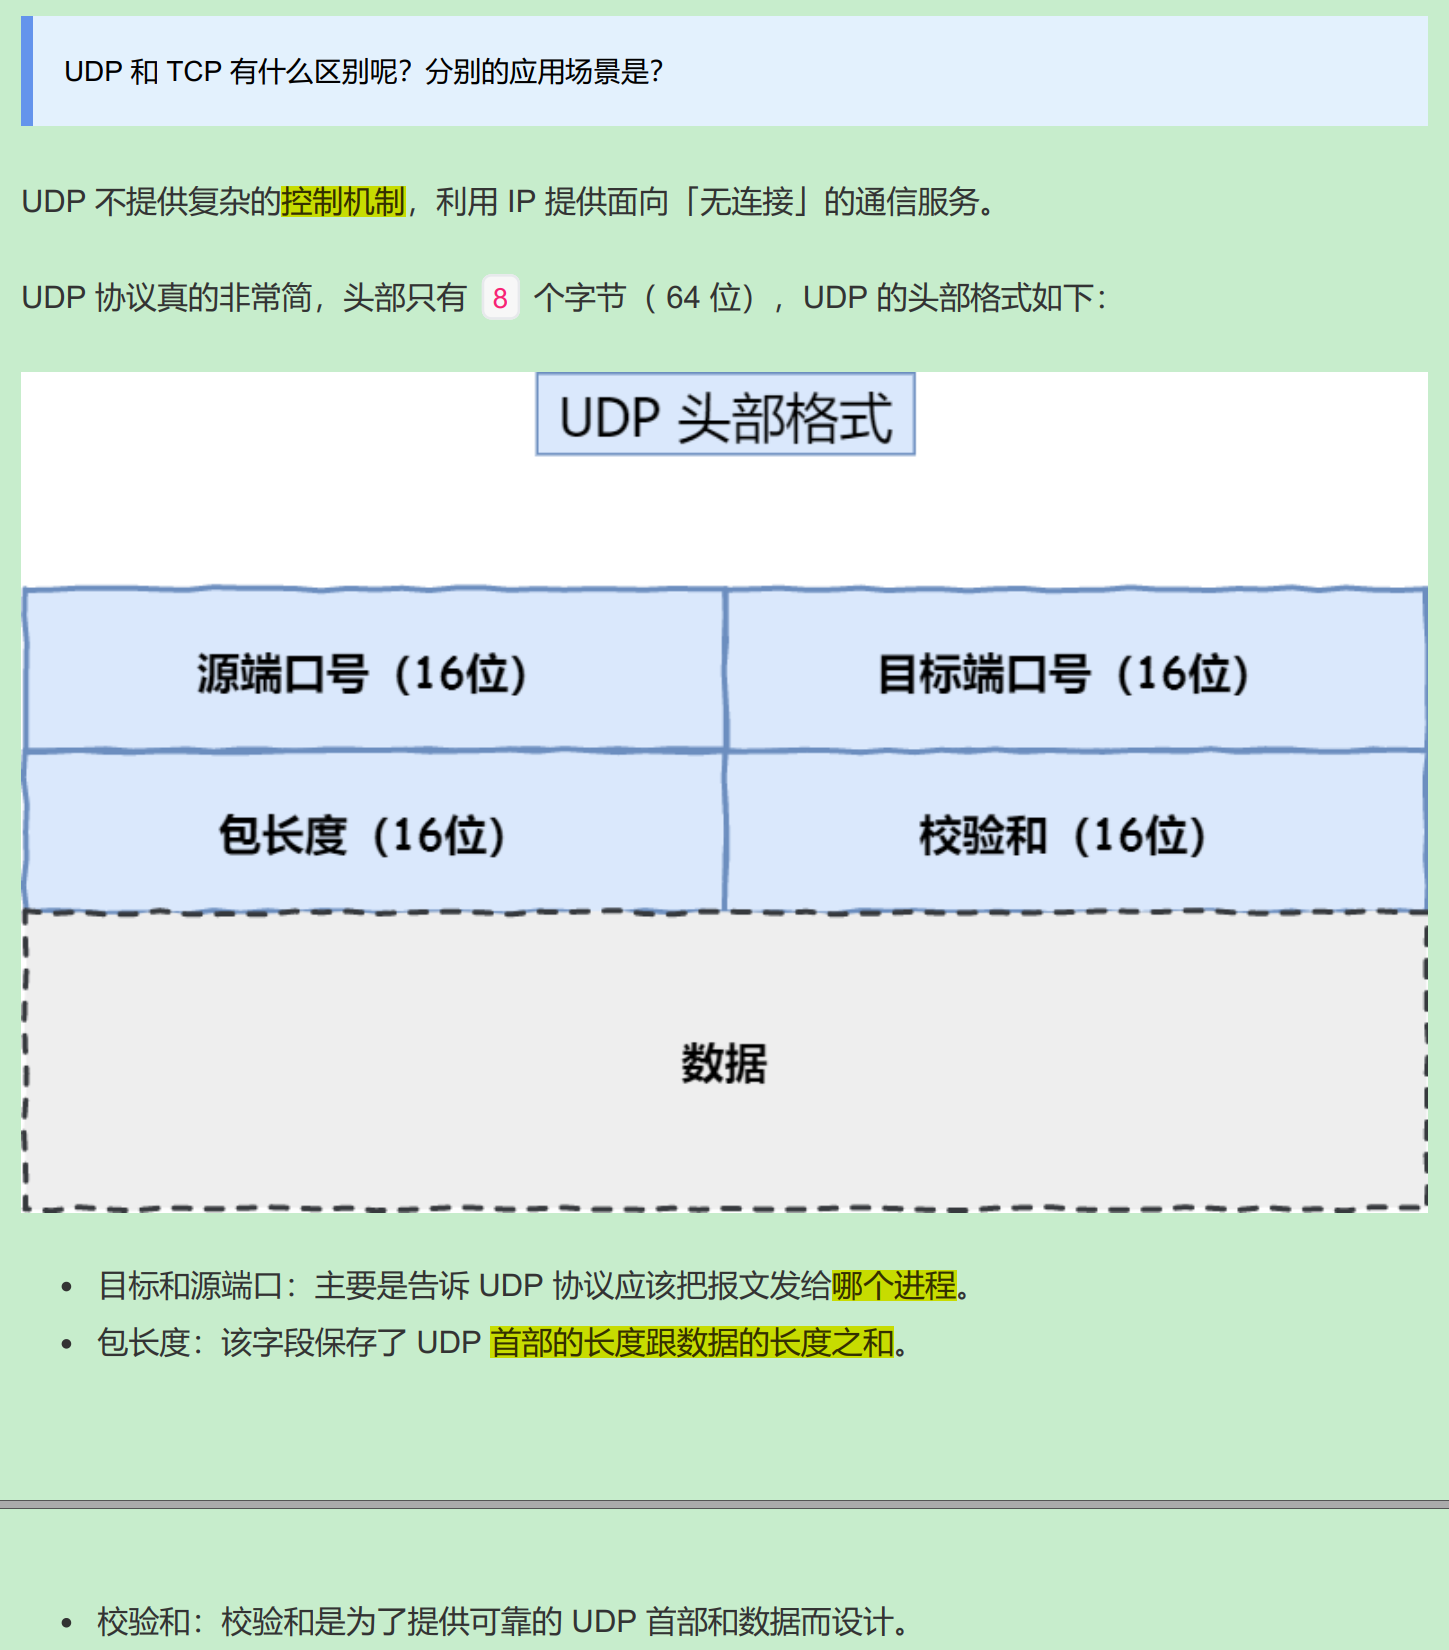 UDP 和 TCP 有什么区别呢？分别的应用场景是？
UDP 不提供复杂的控制机制，利用 IP 提供面向「无连接」的通信服务。
UDP 协议真的非常简，头部只有 8 个字节（ 64 位），UDP 的头部格式如下：
UDP 头部格式
源端口号（16位） 目标端口号（16位）
包长度（16位） 校验和（16位）
数据
• 目标和源端口：主要是告诉 UDP 协议应该把报文发给哪个进程。
• 包长度：该字段保存了 UDP 首部的长度跟数据的长度之和。
• 校验和：校验和是为了提供可靠的 UDP 首部和数据而设计。